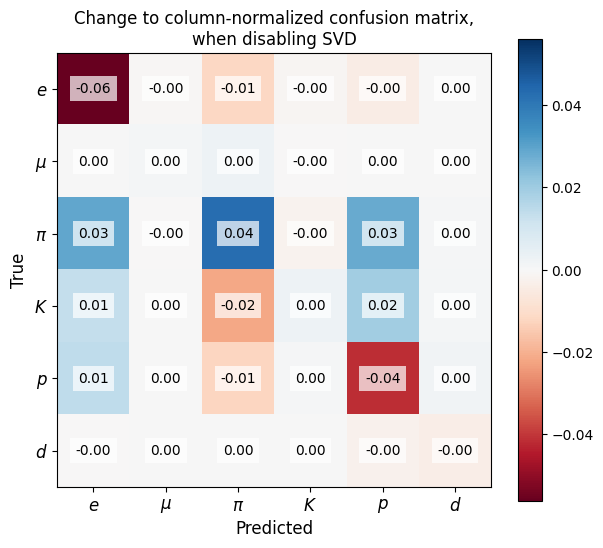 Change to column-normalized confusion matrix,
when disabling SVD
e -0.06 -0.00 -0.01 -0.00 -0.00 0.00
μ 0.00 0.00 0.00 -0.00 0.00 0.00
π 0.03 -0.00 0.04 -0.00 0.03 0.00
K 0.01 0.00 -0.02 0.00 0.02 0.00
p 0.01 0.00 -0.01 0.00 -0.04 0.00
d -0.00 0.00 0.00 0.00 -0.00 -0.00
True
e μ π K p d
Predicted
0.04
0.02
0.00
−0.02
−0.04